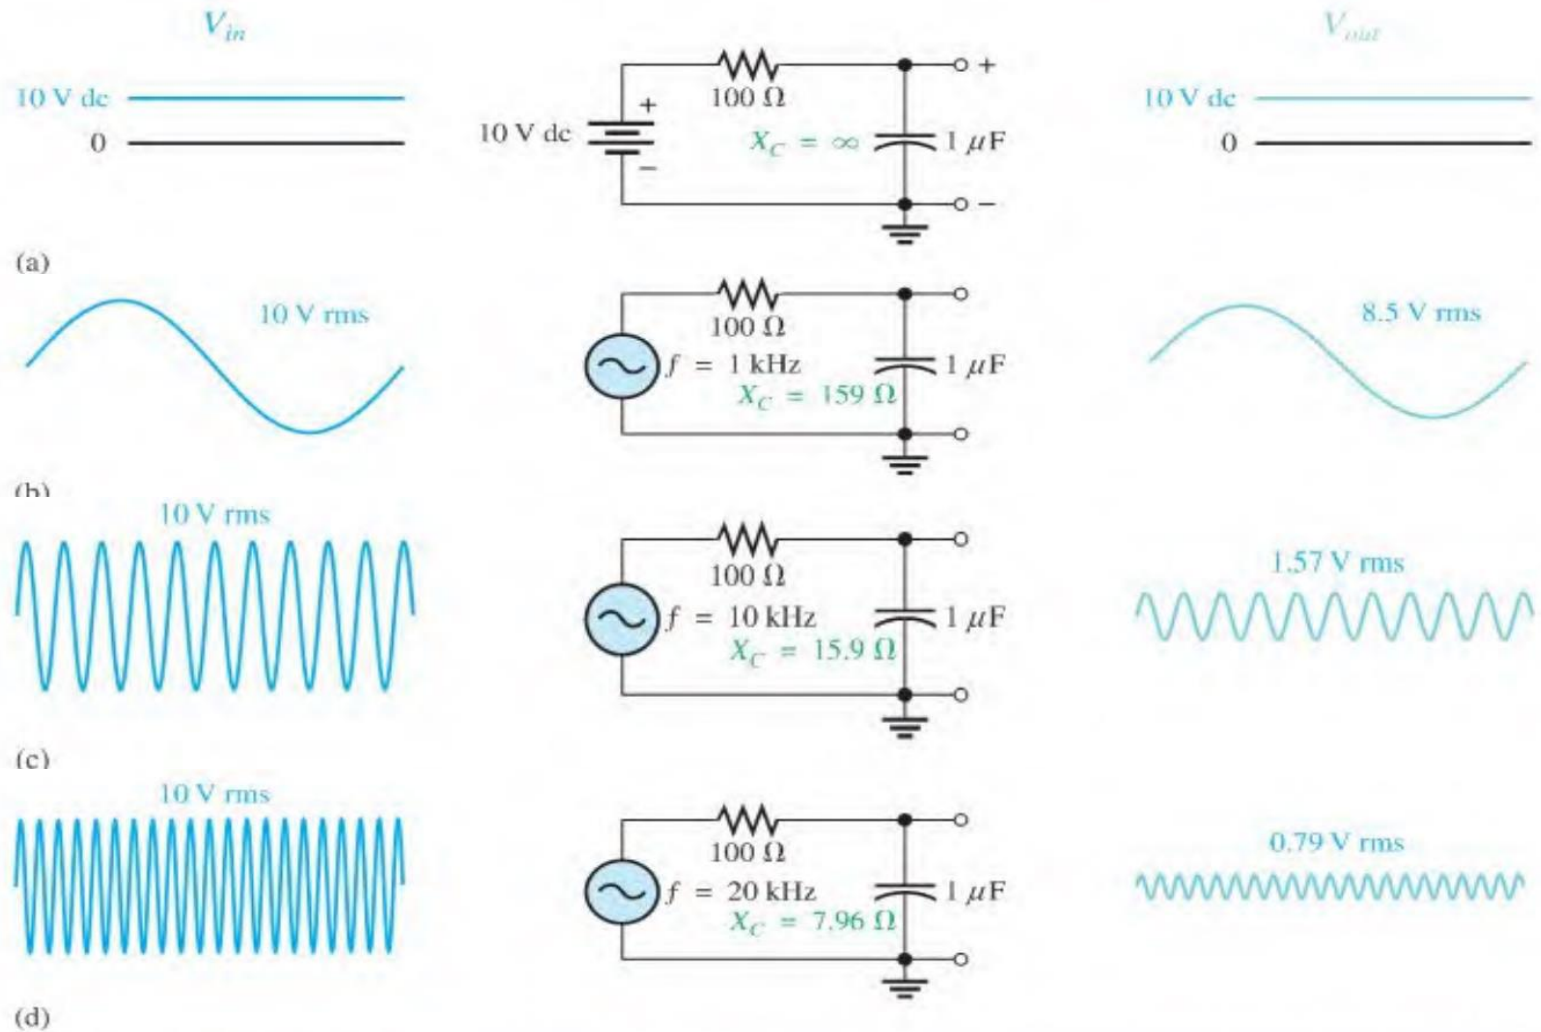 V_in
V_out
10 V dc
0
100 Ω
+
10 V dc
+
−
X_C = ∞
1 μF
−
10 V dc
0
(a)
10 V rms
100 Ω
f = 1 kHz
X_C = 159 Ω
1 μF
8.5 V rms
(b)
10 V rms
100 Ω
f = 10 kHz
X_C = 15.9 Ω
1 μF
1.57 V rms
(c)
10 V rms
100 Ω
f = 20 kHz
X_C = 7.96 Ω
1 μF
0.79 V rms
(d)